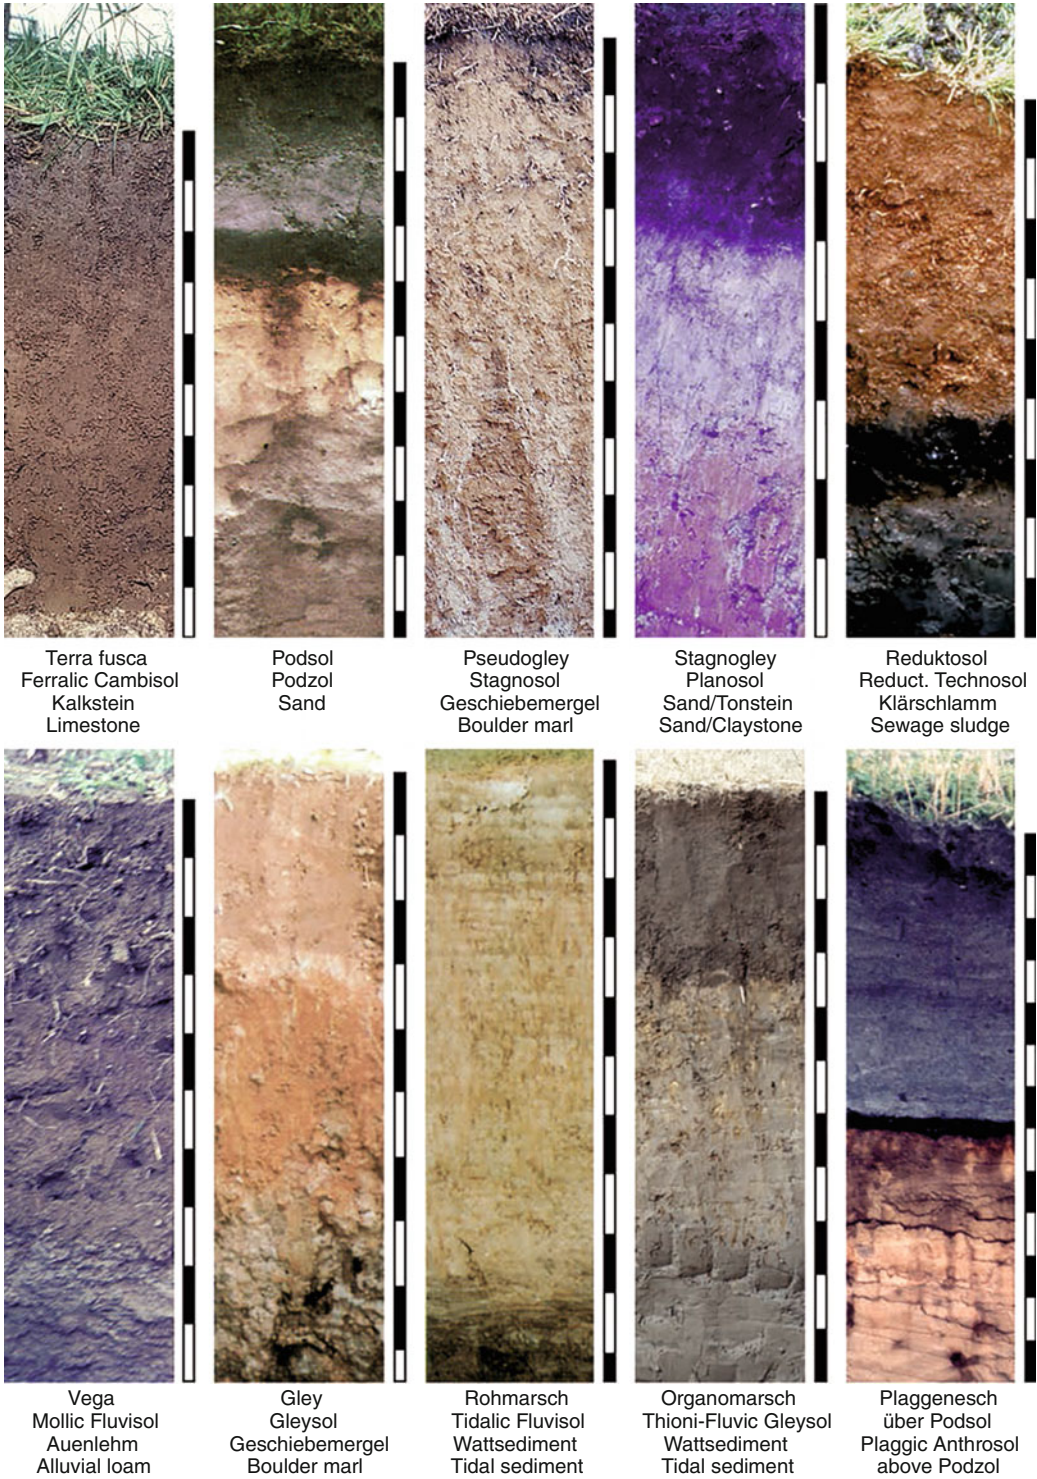 Terra fusca
Ferralic Cambisol
Kalkstein
Limestone
Podsol
Podzol
Sand
Pseudogley
Stagnosol
Geschiebemergel
Boulder marl
Stagnogley
Planosol
Sand/Tonstein
Sand/Claystone
Reduktosol
Reduct. Technosol
Klärschlamm
Sewage sludge
Vega
Mollic Fluvisol
Auenlehm
Alluvial loam
Gley
Gleysol
Geschiebemergel
Boulder marl
Rohmarsch
Tidalic Fluvisol
Wattsediment
Tidal sediment
Organomarsch
Thioni-Fluvic Gleysol
Wattsediment
Tidal sediment
Plaggenesch
über Podsol
Plaggic Anthrosol
above Podzol